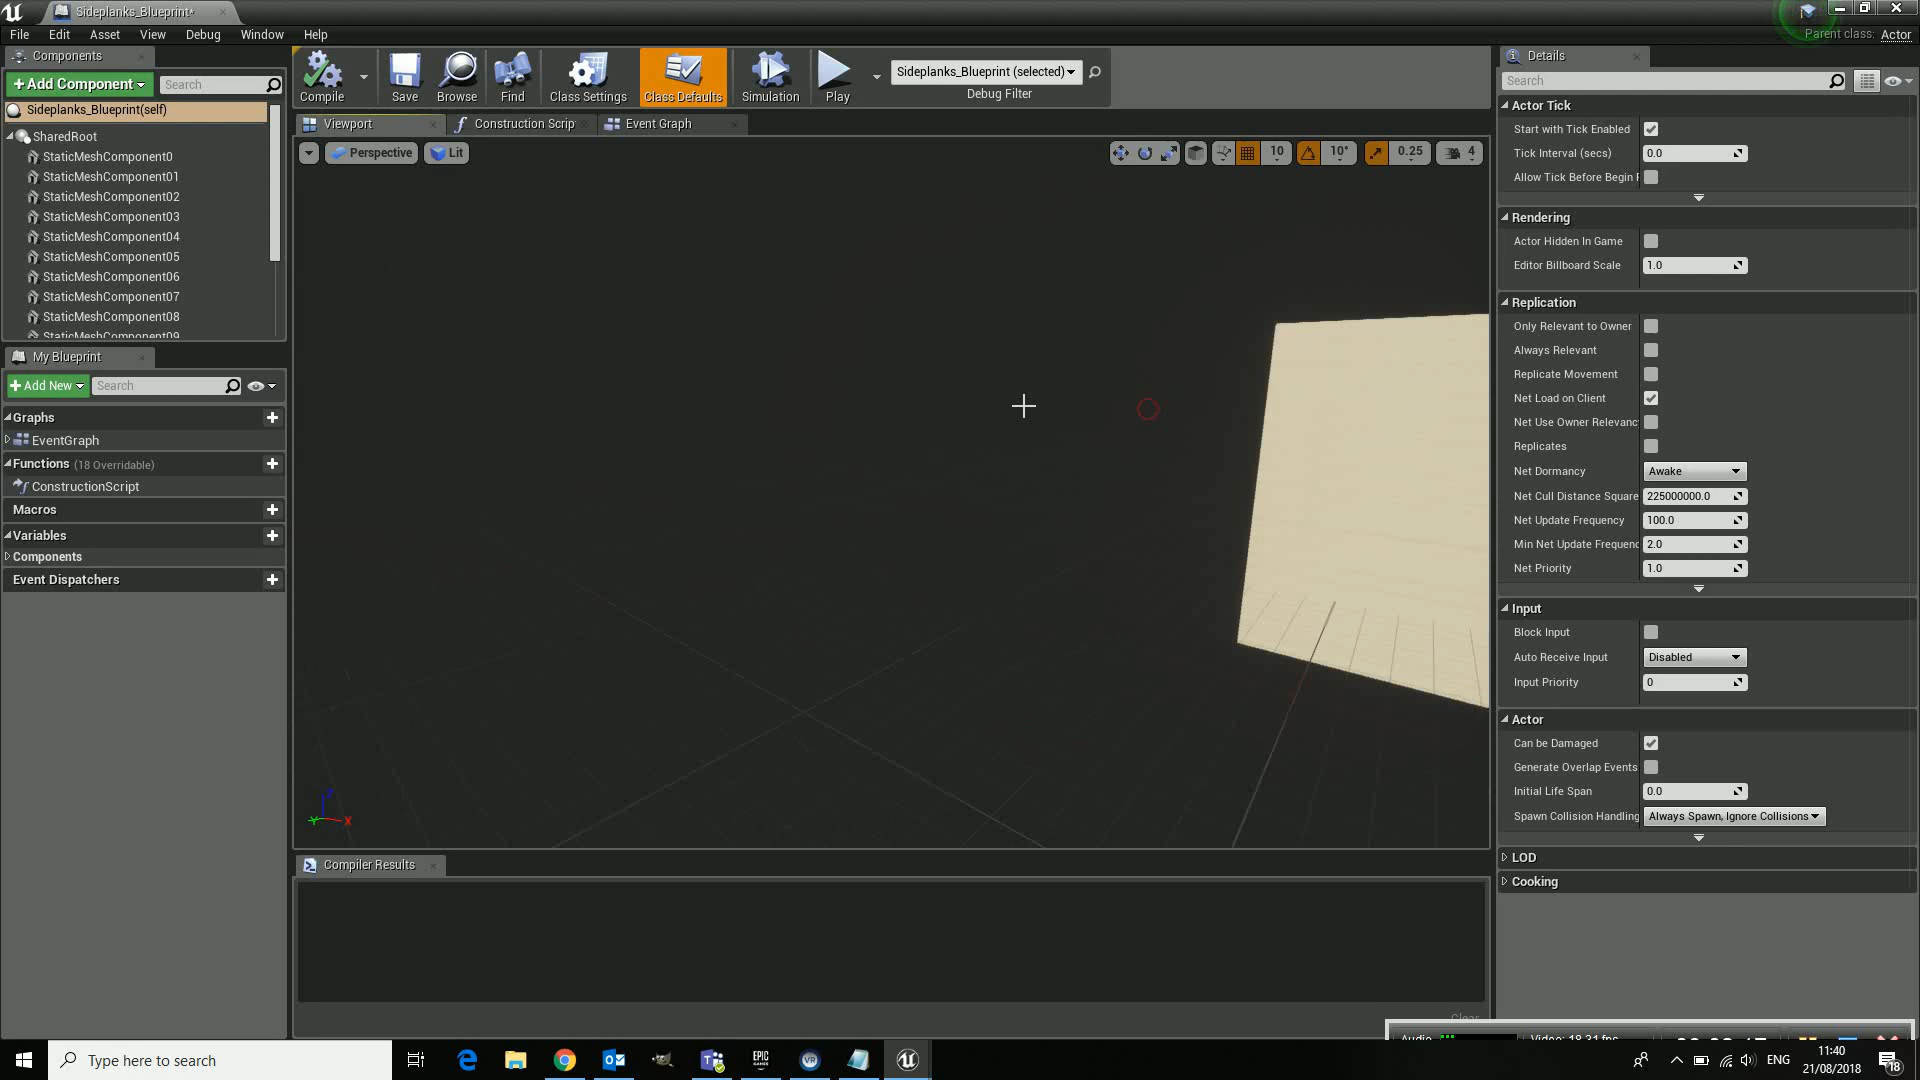 Sideplanks_Blueprint*
File Edit Asset View Debug Window Help
Parent class: Actor
Components
+Add Component
Search
Sideplanks_Blueprint(self)
SharedRoot
StaticMeshComponent0
StaticMeshComponent01
StaticMeshComponent02
StaticMeshComponent03
StaticMeshComponent04
StaticMeshComponent05
StaticMeshComponent06
StaticMeshComponent07
StaticMeshComponent08
StaticMeshComponent09
My Blueprint
+Add New
Search
Graphs
EventGraph
Functions (18 Overridable)
ConstructionScript
Macros
Variables
Components
Event Dispatchers
Compile
Save
Browse
Find
Class Settings
Class Defaults
Simulation
Play
Sideplanks_Blueprint (selected)
Debug Filter
Viewport
Construction Scrip
Event Graph
Perspective
Lit
10
10°
0.25
4
Z
Y
X
Compiler Results
Clear
Details
Search
Actor Tick
Start with Tick Enabled
Tick Interval (secs) 0.0
Allow Tick Before Begin
Rendering
Actor Hidden In Game
Editor Billboard Scale 1.0
Replication
Only Relevant to Owner
Always Relevant
Replicate Movement
Net Load on Client
Net Use Owner Relevanc
Replicates
Net Dormancy Awake
Net Cull Distance Square 225000000.0
Net Update Frequency 100.0
Min Net Update Frequenc 2.0
Net Priority 1.0
Input
Block Input
Auto Receive Input Disabled
Input Priority 0
Actor
Can be Damaged
Generate Overlap Events
Initial Life Span 0.0
Spawn Collision Handling Always Spawn, Ignore Collisions
LOD
Cooking
Audio
Video: 18.31 fps
Type here to search
EPIC GAMES
VR
ENG
11:40
21/08/2018
18